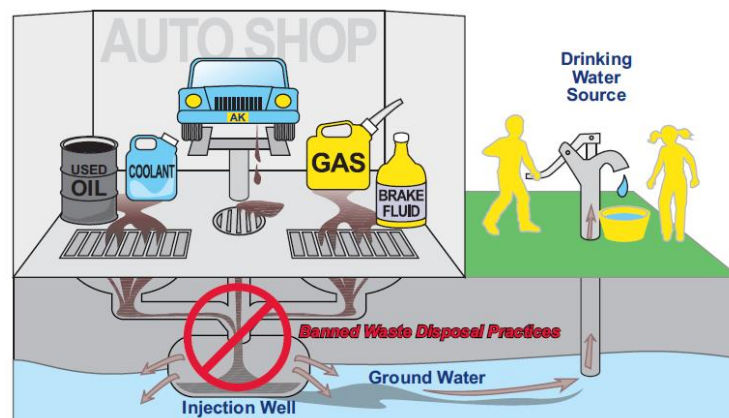 AUTO SHOP
Drinking
Water
Source
AK
USED
OIL
COOLANT
GAS
BRAKE
FLUID
Banned Waste Disposal Practices
Ground Water
Injection Well